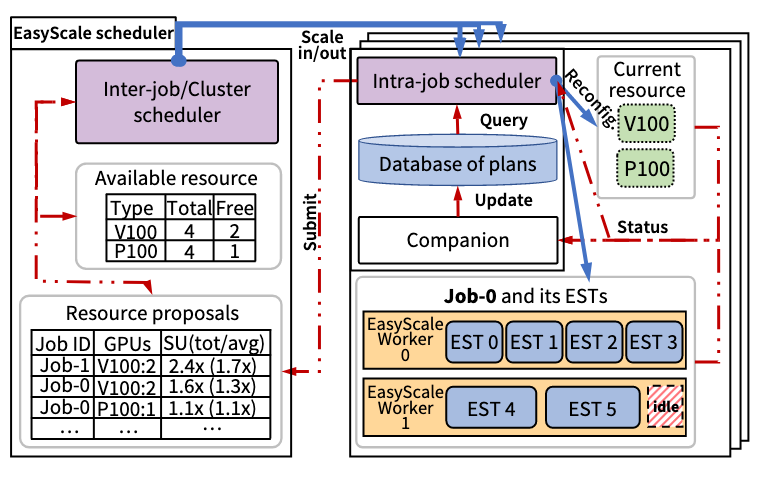 EasyScale scheduler
Inter-job/Cluster
scheduler
Available resource
Type Total Free
V100 4 2
P100 4 1
Resource proposals
Job ID GPUs SU(tot/avg)
Job-1 V100:2 2.4x (1.7x)
Job-0 V100:2 1.6x (1.3x)
Job-0 P100:1 1.1x (1.1x)
... ... ...
Scale
in/out
Submit
Intra-job scheduler
Query
Database of plans
Update
Companion
Reconfig.
Current
resource
V100
P100
Status
Job-0 and its ESTs
EasyScale
Worker
0
EST 0 EST 1 EST 2 EST 3
EasyScale
Worker
1
EST 4 EST 5 idle